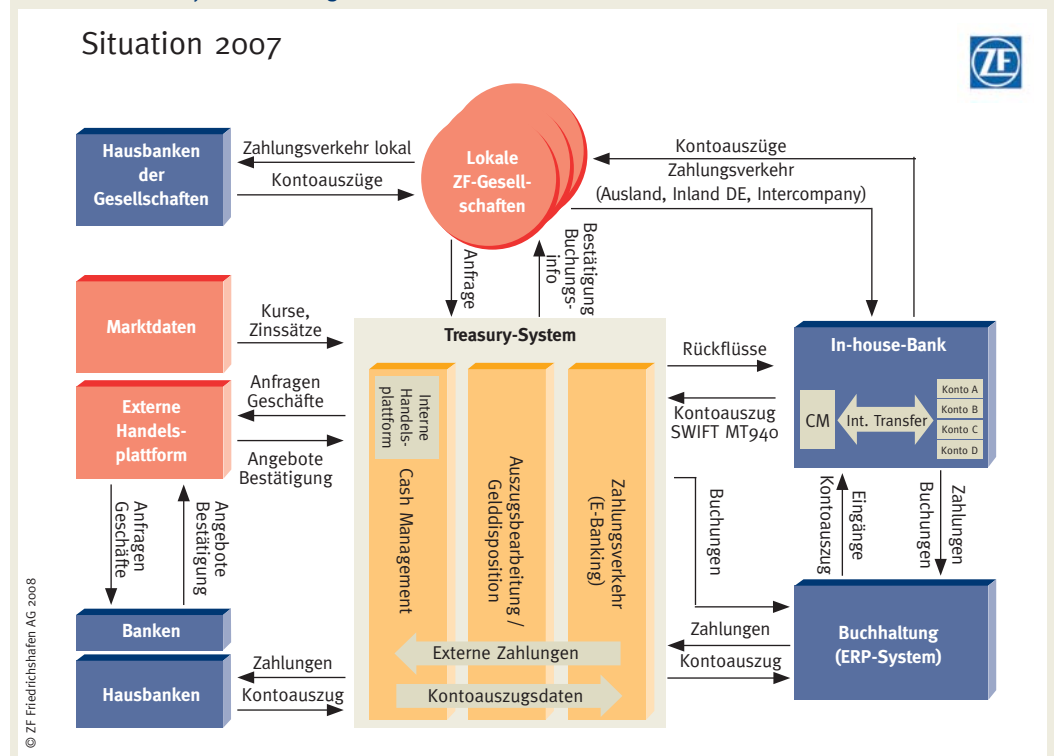 Situation 2007
ZF
Hausbanken
der
Gesellschaften
Zahlungsverkehr lokal
Kontoauszüge
Lokale
ZF-Gesell-
schaften
Kontoauszüge
Zahlungsverkehr
(Ausland, Inland DE, Intercompany)
Anfrage
Bestätigung
Buchungs-
info
Marktdaten
Kurse,
Zinssätze
Treasury-System
Rückflüsse
In-house-Bank
Externe
Handels-
plattform
Anfragen
Geschäfte
Angebote
Bestätigung
Interne
Handels-
plattform
Cash Management
Auszugsbearbeitung /
Gelddisposition
Zahlungsverkehr
(E-Banking)
Kontoauszug
SWIFT MT940
CM
Int. Transfer
Konto A
Konto B
Konto C
Konto D
Anfragen
Geschäfte
Angebote
Bestätigung
Buchungen
Eingänge
Kontoauszug
Zahlungen
Buchungen
Banken
Hausbanken
Zahlungen
Kontoauszug
Externe Zahlungen
Kontoauszugsdaten
Zahlungen
Kontoauszug
Buchhaltung
(ERP-System)
© ZF Friedrichshafen AG 2008